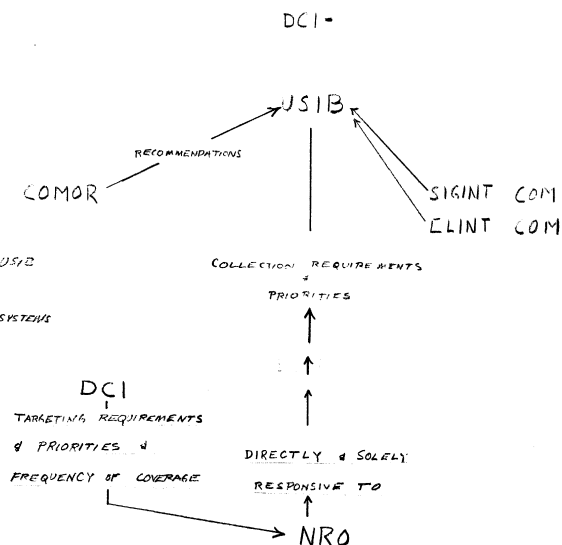 DCI-
USIB
RECOMMENDATIONS
COMOR
SIGINT COM
ELINT COM
USIB
COLLECTION REQUIREMENTS
&
PRIORITIES
SYSTEMS
DCI
TARGETING REQUIREMENTS
& PRIORITIES &
FREQUENCY OF COVERAGE
DIRECTLY & SOLELY
RESPONSIVE TO
NRO